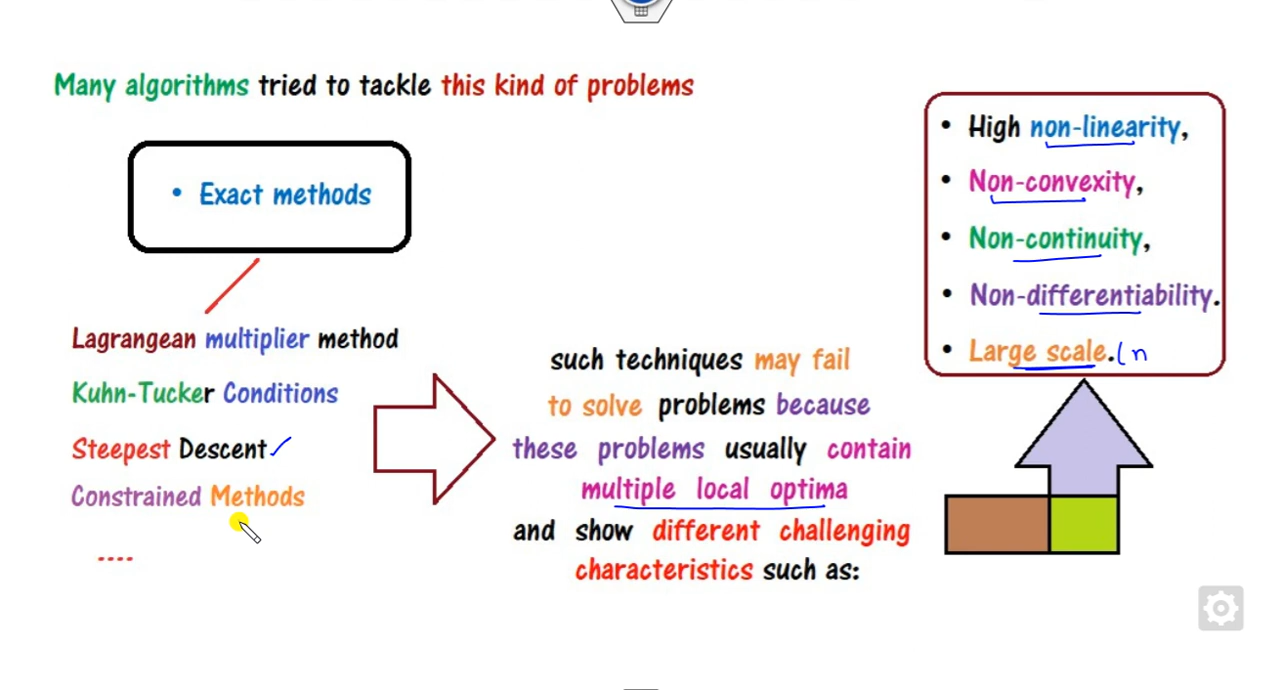 Many algorithms tried to tackle this kind of problems
• Exact methods
Lagrangean multiplier method
Kuhn-Tucker Conditions
Steepest Descent✓
Constrained Methods
....
such techniques may fail
to solve problems because
these problems usually contain
multiple local optima
and show different challenging
characteristics such as:
• High non-linearity,
• Non-convexity,
• Non-continuity,
• Non-differentiability.
• Large scale.(n